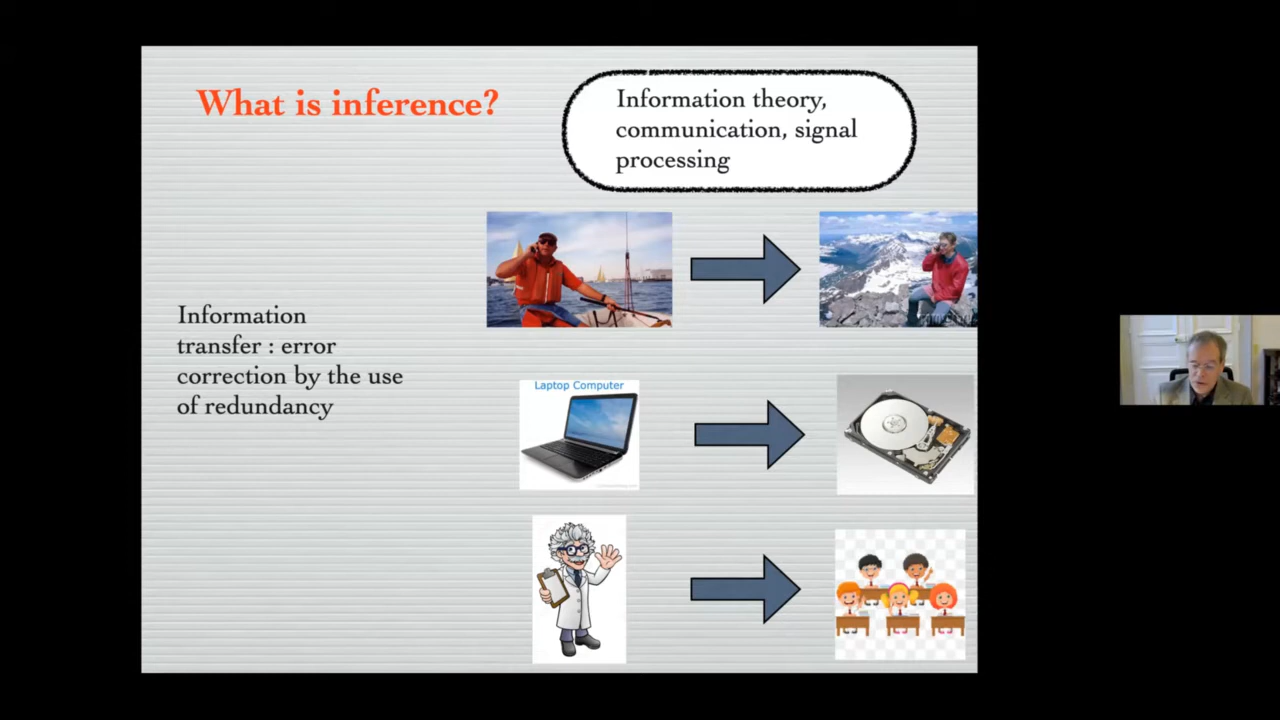 What is inference?
Information theory,
communication, signal
processing
Information
transfer : error
correction by the use
of redundancy
Laptop Computer